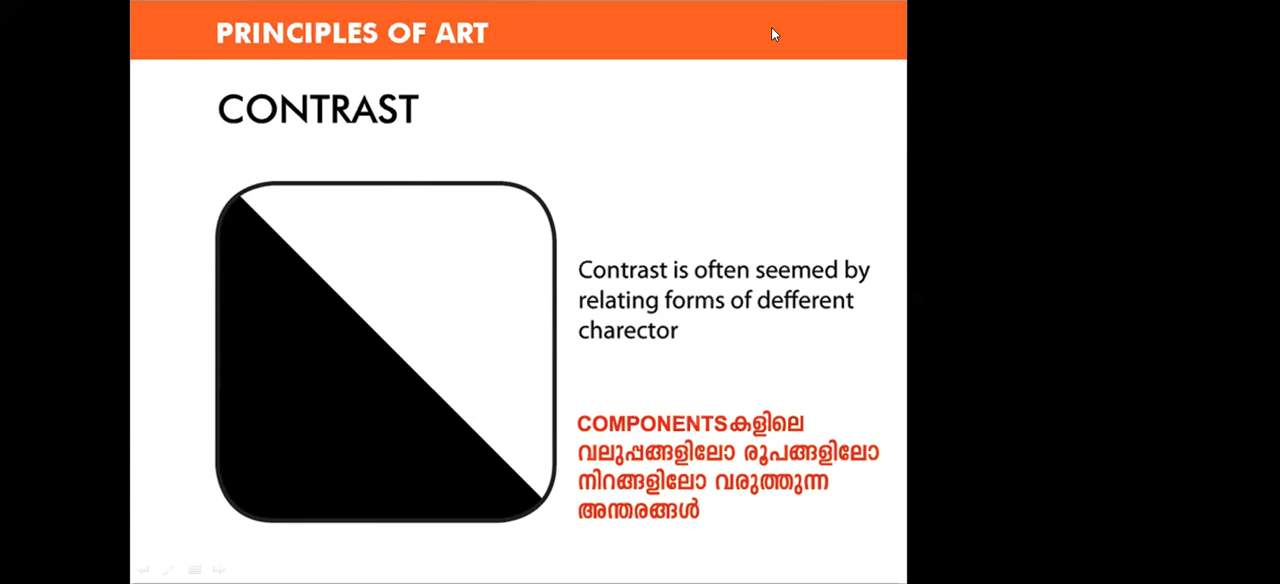 PRINCIPLES OF ART
CONTRAST
Contrast is often seemed by
relating forms of defferent
charector
COMPONENTSകളിലെ
വലുപ്പങ്ങളിലോ രൂപങ്ങളിലോ
നിറങ്ങളിലോ വരുത്തുന്ന
അന്തരങ്ങൾ